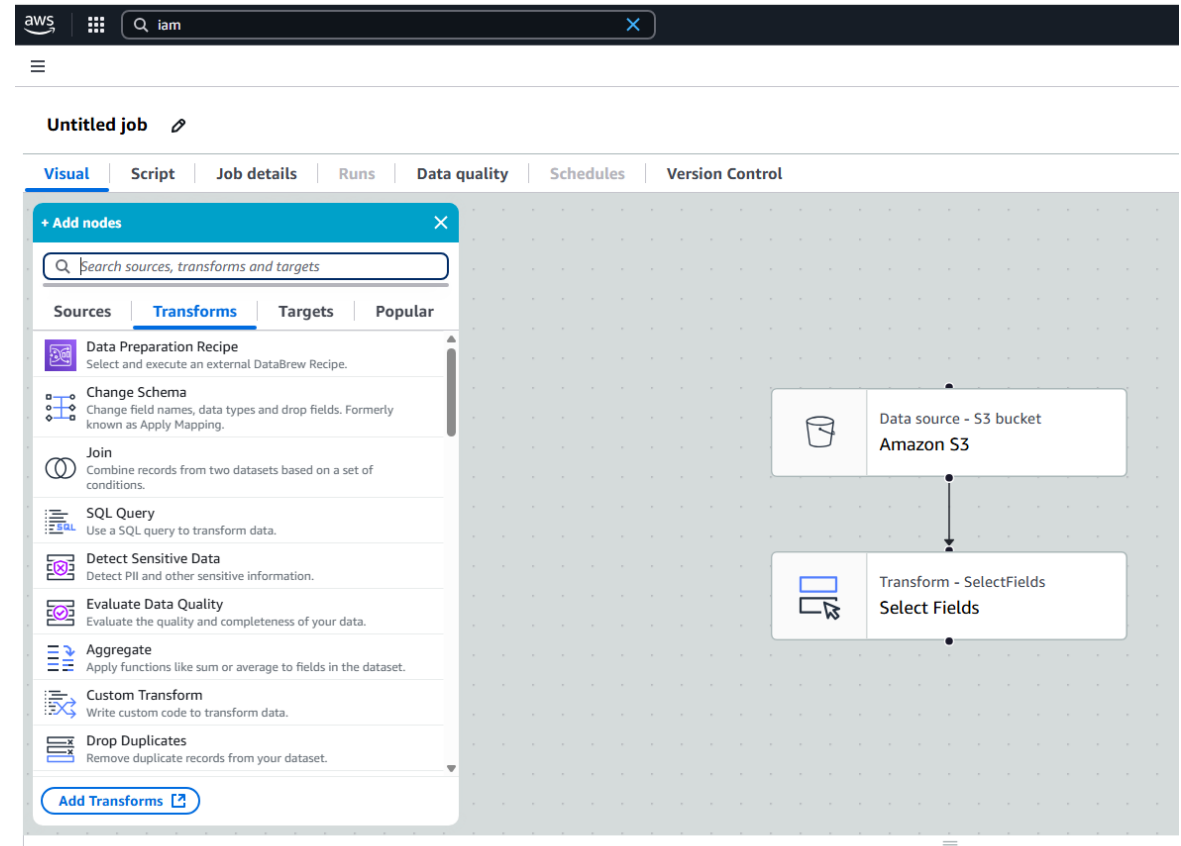 aws
iam
Untitled job
Visual Script Job details Runs Data quality Schedules Version Control
+ Add nodes
Search sources, transforms and targets
Sources Transforms Targets Popular
Data Preparation Recipe
Select and execute an external DataBrew Recipe.
Change Schema
Change field names, data types and drop fields. Formerly
known as Apply Mapping.
Join
Combine records from two datasets based on a set of
conditions.
SQL
SQL Query
Use a SQL query to transform data.
Detect Sensitive Data
Detect PII and other sensitive information.
Evaluate Data Quality
Evaluate the quality and completeness of your data.
Aggregate
Apply functions like sum or average to fields in the dataset.
Custom Transform
Write custom code to transform data.
Drop Duplicates
Remove duplicate records from your dataset.
Add Transforms
Data source - S3 bucket
Amazon S3
Transform - SelectFields
Select Fields